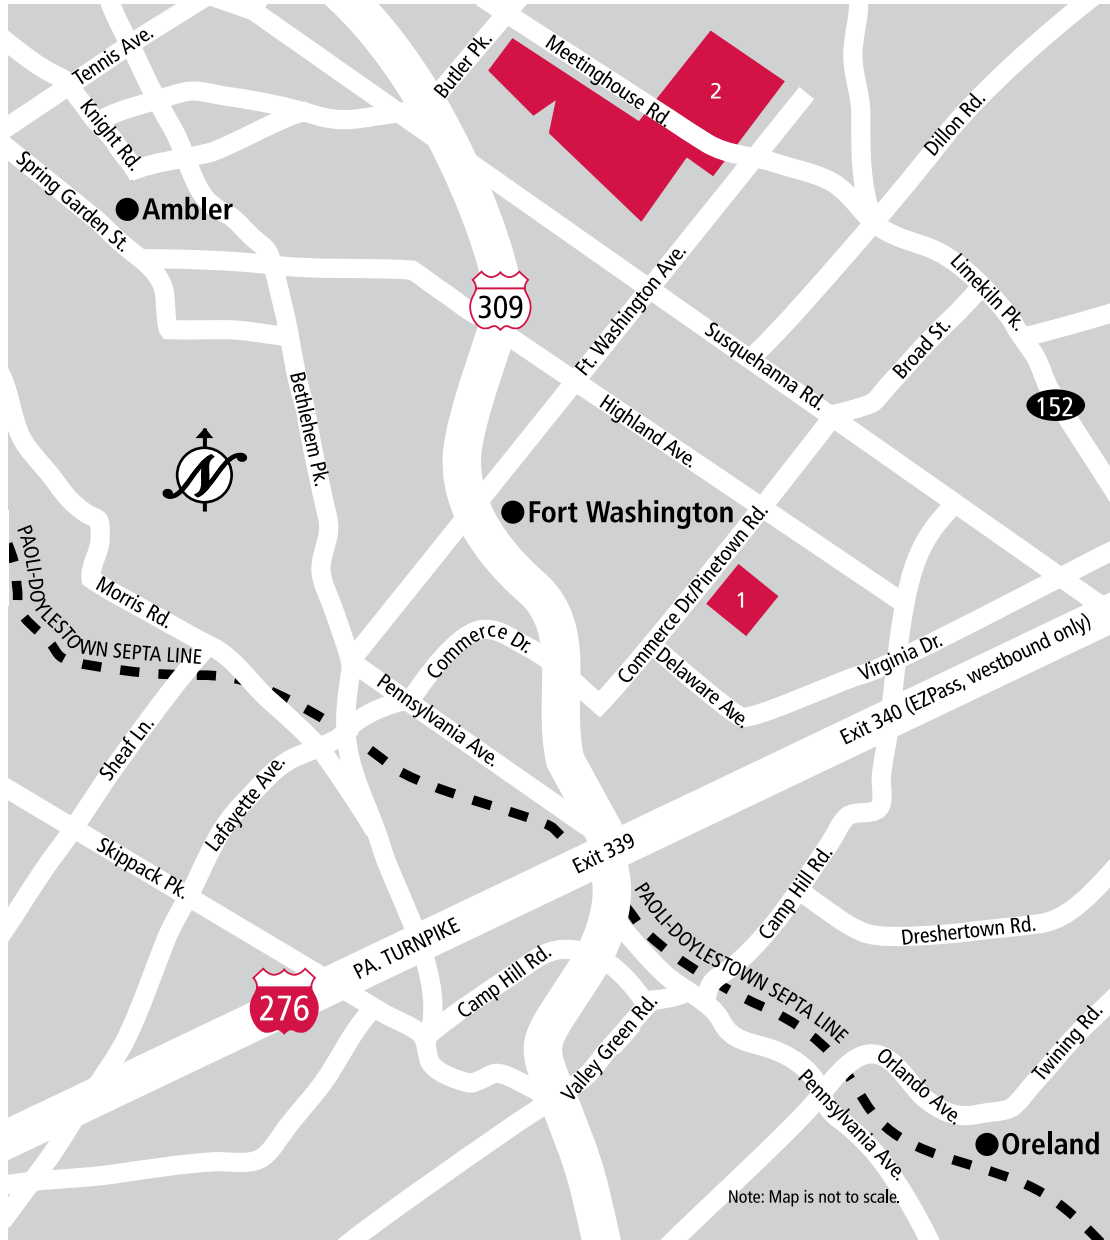 Tennis Ave.
Butler Pk.
Meetinghouse Rd.
2
Knight Rd.
Dillon Rd.
Spring Garden St.
Ambler
309
Ft. Washington Ave.
Limekiln Pk.
Susquehanna Rd.
Broad St.
Bethlehem Pk.
Highland Ave.
152
N
Fort Washington
PAOLI-DOYLESTOWN SEPTA LINE
Morris Rd.
Commerce Dr./Pinetown Rd.
1
Commerce Dr.
Delaware Ave.
Virginia Dr.
Pennsylvania Ave.
Exit 340 (EZPass, westbound only)
Sheaf Ln.
Lafayette Ave.
Exit 339
Skippack Pk.
Camp Hill Rd.
PAOLI-DOYLESTOWN SEPTA LINE
Dreshertown Rd.
PA. TURNPIKE
276
Camp Hill Rd.
Valley Green Rd.
Twining Rd.
Orlando Ave.
Pennsylvania Ave.
Oreland
Note: Map is not to scale.